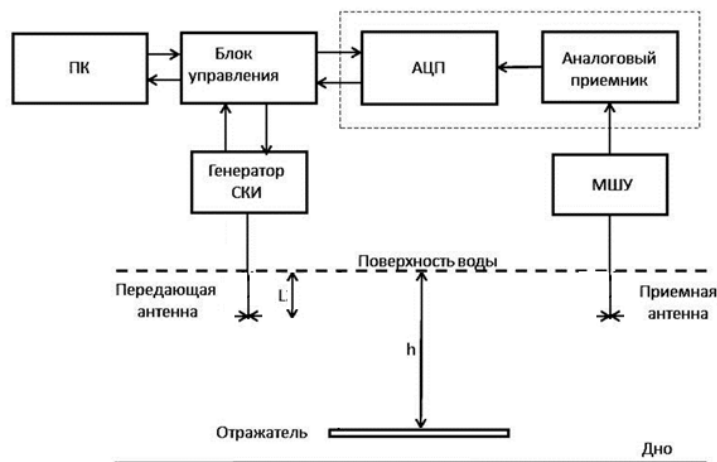 ПК
Блок
управления
АЦП
Аналоговый
приемник
Генератор
СКИ
МШУ
Поверхность воды
Передающая
антенна
L
Приемная
антенна
h
Отражатель
Дно